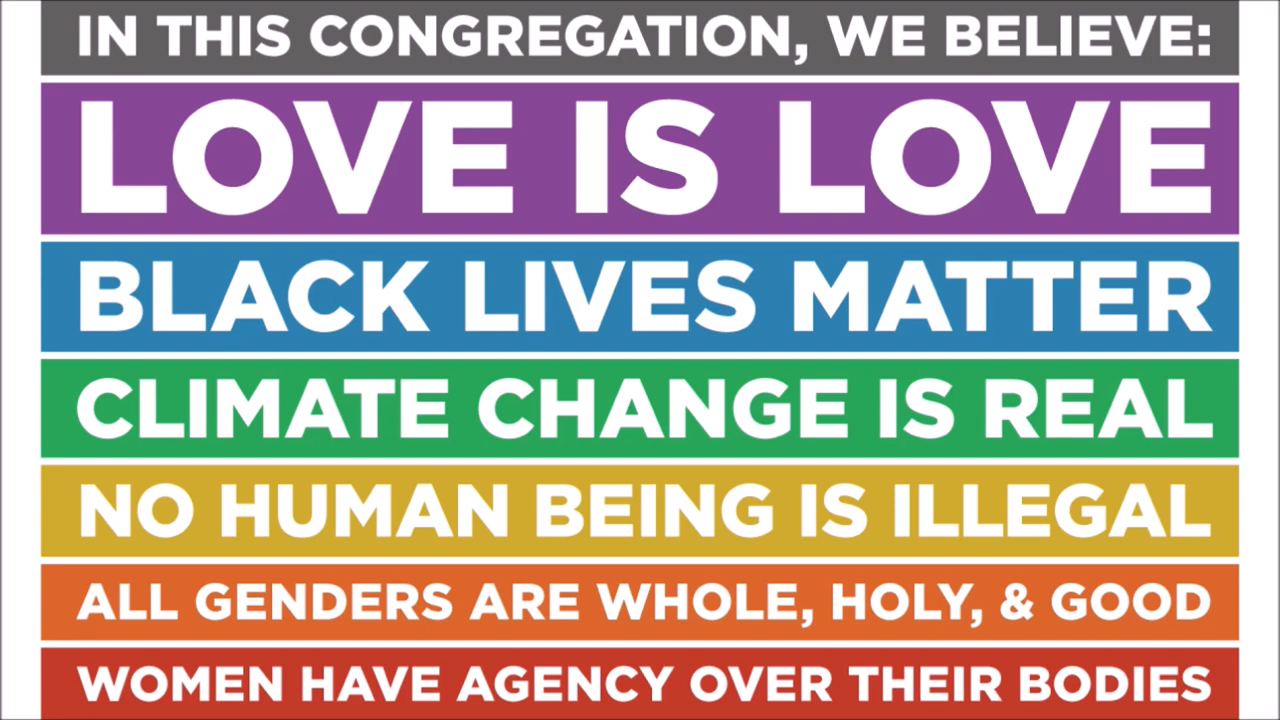 IN THIS CONGREGATION, WE BELIEVE:
LOVE IS LOVE
BLACK LIVES MATTER
CLIMATE CHANGE IS REAL
NO HUMAN BEING IS ILLEGAL
ALL GENDERS ARE WHOLE, HOLY, & GOOD
WOMEN HAVE AGENCY OVER THEIR BODIES